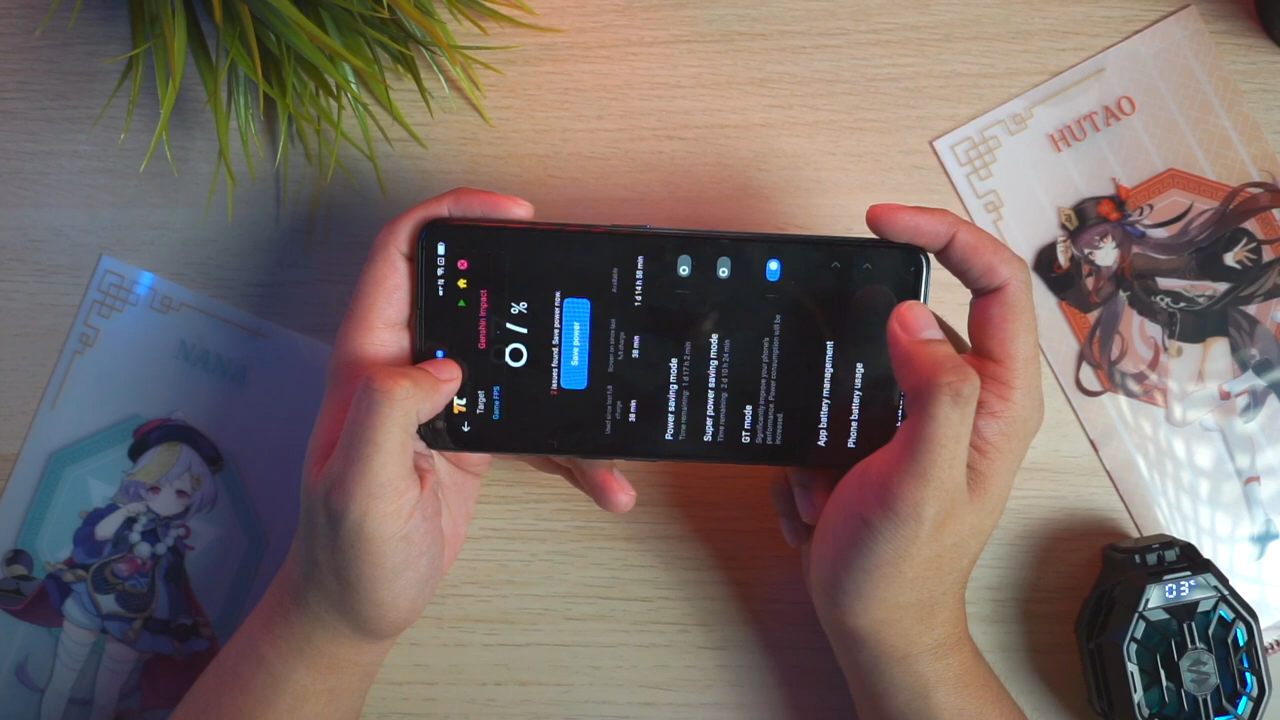 HUTAO
NAN
Target
Genshin Impact
Game FPS
%
2 issues found. Save power now.
Save power
Used since last full charge
Screen on since last full charge
Available
38 min
38 min
1 d 14 h 58 min
Power saving mode
Time remaining: 1 d 17 h 2 min
Super power saving mode
Time remaining: 2 d 10 h 24 min
GT mode
Significantly improve your phone's
performance. Power consumption will be
increased.
App battery management
Phone battery usage
03